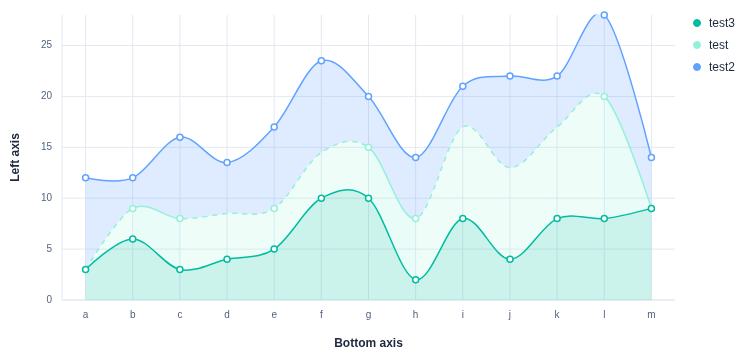 test3
test
test2
Left axis
25
20
15
10
5
0
a b c d e f g h i j k l m
Bottom axis